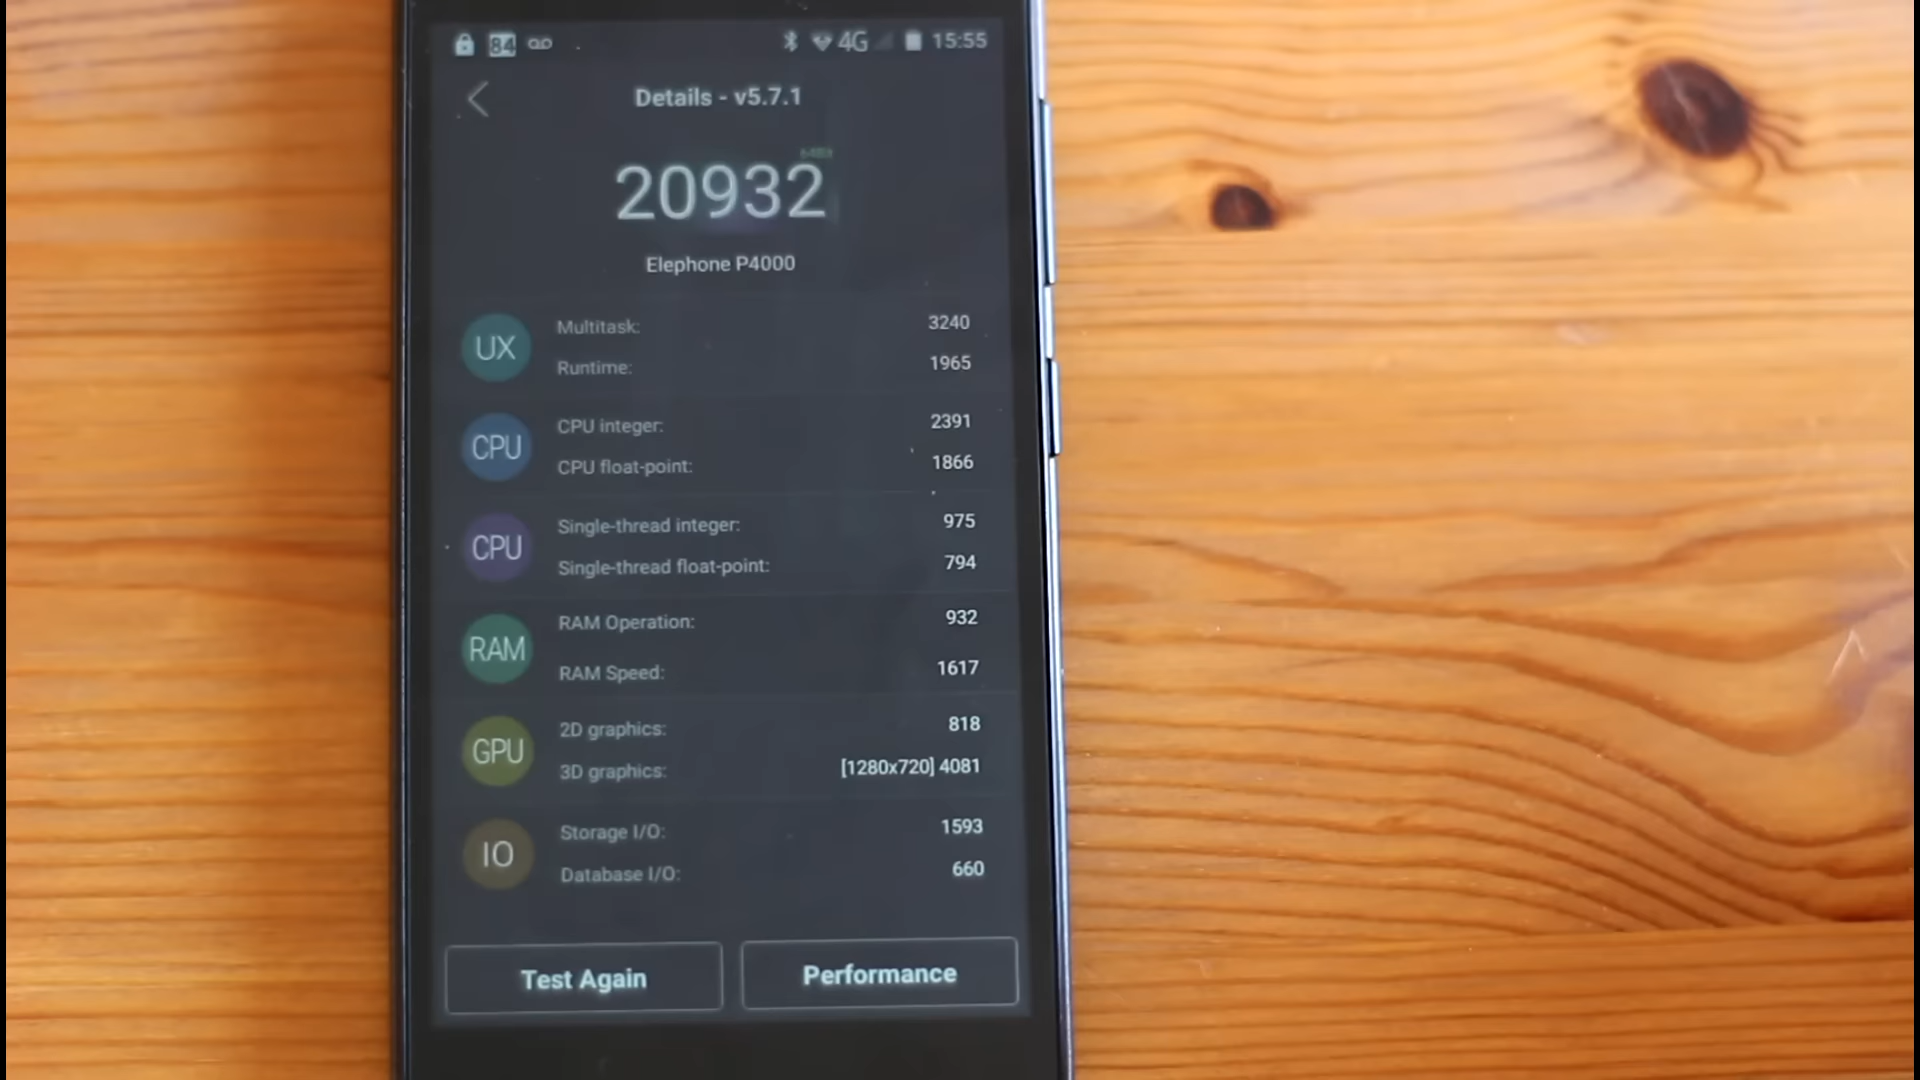 84 4G 15:55
Details - v5.7.1
64Bit
20932
Elephone P4000
UX
Multitask: 3240
Runtime: 1965
CPU
CPU integer: 2391
CPU float-point: 1866
CPU
Single-thread integer: 975
Single-thread float-point: 794
RAM
RAM Operation: 932
RAM Speed: 1617
GPU
2D graphics: 818
3D graphics: [1280x720] 4081
IO
Storage I/O: 1593
Database I/O: 660
Test Again Performance